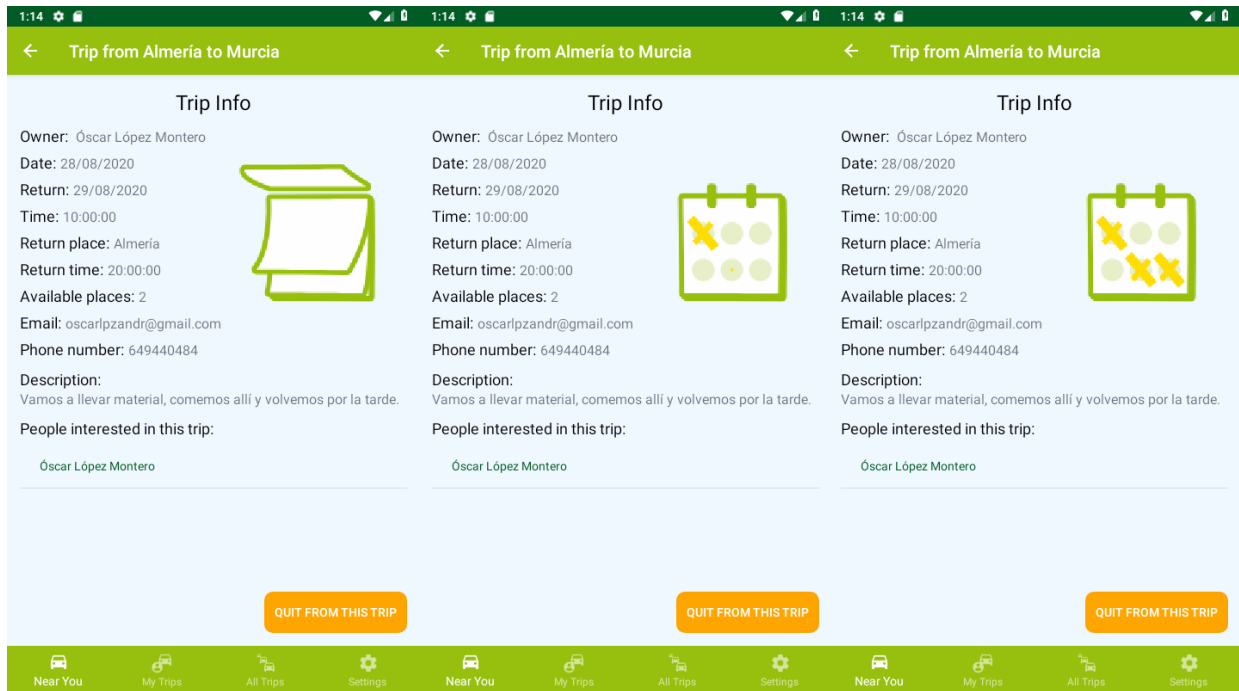 1:14
Trip from Almería to Murcia
Trip Info
Owner: Óscar López Montero
Date: 28/08/2020
Return: 29/08/2020
Time: 10:00:00
Return place: Almería
Return time: 20:00:00
Available places: 2
Email: oscarlpzandr@gmail.com
Phone number: 649440484
Description:
Vamos a llevar material, comemos allí y volvemos por la tarde.
People interested in this trip:
Óscar López Montero
QUIT FROM THIS TRIP
Near You My Trips All Trips Settings
1:14
Trip from Almería to Murcia
Trip Info
Owner: Óscar López Montero
Date: 28/08/2020
Return: 29/08/2020
Time: 10:00:00
Return place: Almería
Return time: 20:00:00
Available places: 2
Email: oscarlpzandr@gmail.com
Phone number: 649440484
Description:
Vamos a llevar material, comemos allí y volvemos por la tarde.
People interested in this trip:
Óscar López Montero
QUIT FROM THIS TRIP
Near You My Trips All Trips Settings
1:14
Trip from Almería to Murcia
Trip Info
Owner: Óscar López Montero
Date: 28/08/2020
Return: 29/08/2020
Time: 10:00:00
Return place: Almería
Return time: 20:00:00
Available places: 2
Email: oscarlpzandr@gmail.com
Phone number: 649440484
Description:
Vamos a llevar material, comemos allí y volvemos por la tarde.
People interested in this trip:
Óscar López Montero
QUIT FROM THIS TRIP
Near You My Trips All Trips Settings